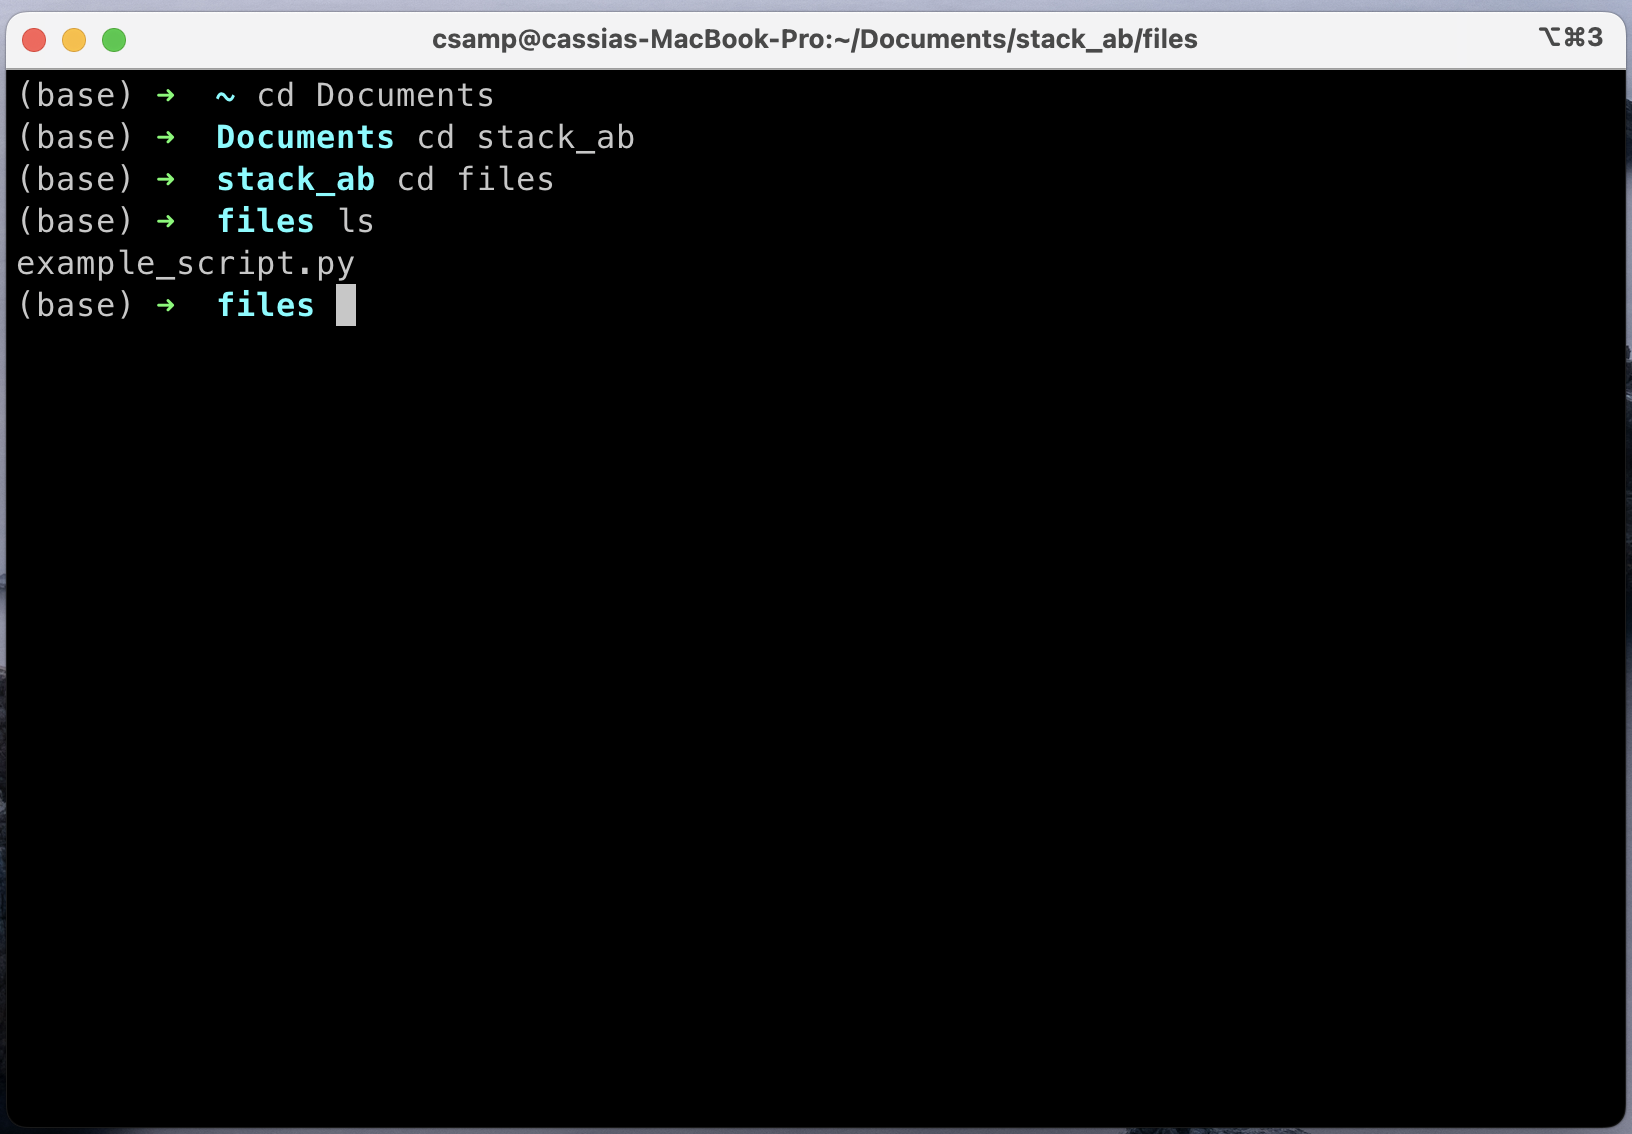 csamp@cassias-MacBook-Pro:~/Documents/stack_ab/files ⌥⌘3
(base) ➜ ~ cd Documents
(base) ➜ Documents cd stack_ab
(base) ➜ stack_ab cd files
(base) ➜ files ls
example_script.py
(base) ➜ files